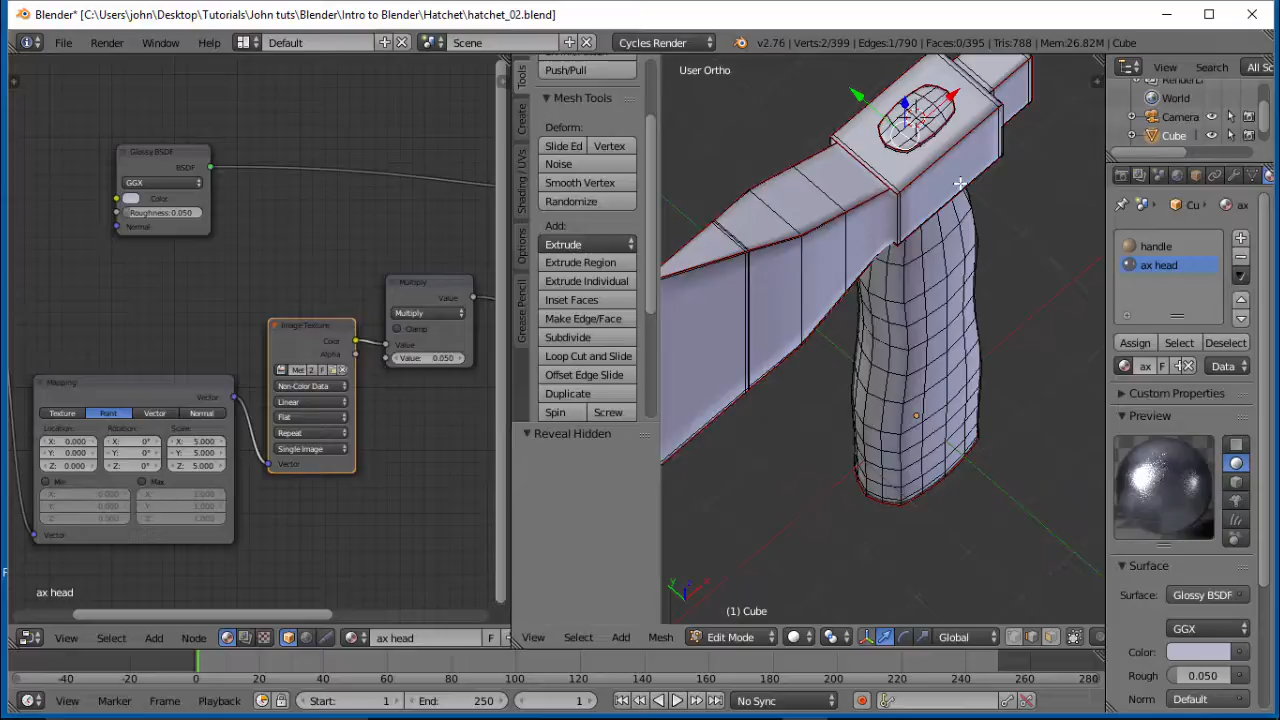 Blender* [C:\Users\john\Desktop\Tutorials\John tuts\Blender\Intro to Blender\Hatchet\hatchet_02.blend]
File Render Window Help Default Scene Cycles Render v2.76 | Verts:2/399 | Edges:1/790 | Faces:0/395 | Tris:788 | Mem:26.82M | Cube
Glossy BSDF
BSDF
GGX
Color
Roughness: 0.050
Normal
Multiply
Value
Multiply
Clamp
Value
Value: 0.050
Image Texture
Color
Alpha
Met 2 F
Non-Color Data
Linear
Flat
Repeat
Single Image
Vector
Mapping
Vector
Texture Point Vector Normal
Location: Rotation: Scale:
X: 0.000 X: 0° X: 5.000
Y: 0.000 Y: 0° Y: 5.000
Z: 0.000 Z: 0° Z: 5.000
Min Max
Vector
ax head
View Select Add Node ax head F
Tools
Create
Shading / UVs
Options
Grease Pencil
Push/Pull
Mesh Tools
Deform:
Slide Ed Vertex
Noise
Smooth Vertex
Randomize
Add:
Extrude
Extrude Region
Extrude Individual
Inset Faces
Make Edge/Face
Subdivide
Loop Cut and Slide
Offset Edge Slide
Duplicate
Spin Screw
Reveal Hidden
User Ortho
(1) Cube
View Select Add Mesh Edit Mode Global
View Search All Sc
World
Camera
Cube
Cu ax
handle
ax head
Assign Select Deselect
ax F Data
Custom Properties
Preview
Surface
Surface: Glossy BSDF
GGX
Color:
Rough 0.050
Norm Default
-40 -20 0 20 40 60 80 100 120 140 160 180 200 220 240 260 280
View Marker Frame Playback Start: 1 End: 250 1 No Sync